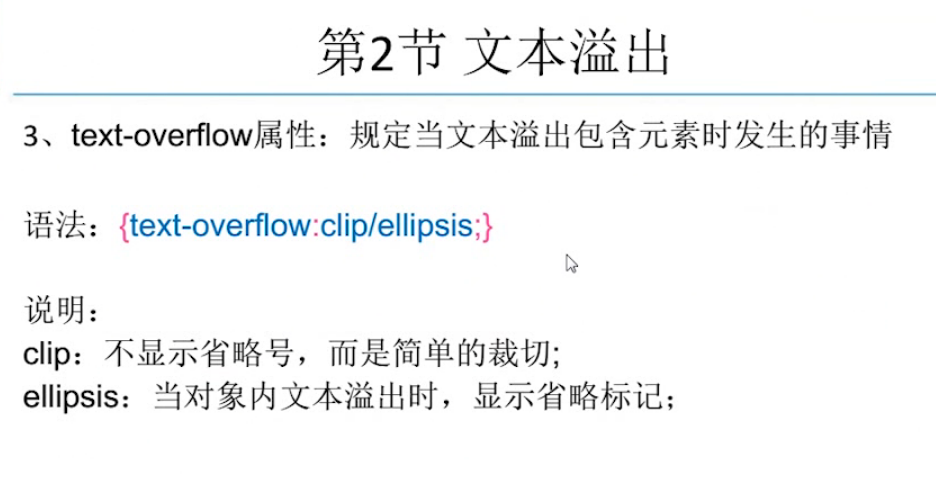 第2节 文本溢出
3、text-overflow属性：规定当文本溢出包含元素时发生的事情
语法：{text-overflow:clip/ellipsis;}
说明：
clip：不显示省略号，而是简单的裁切;
ellipsis：当对象内文本溢出时，显示省略标记；